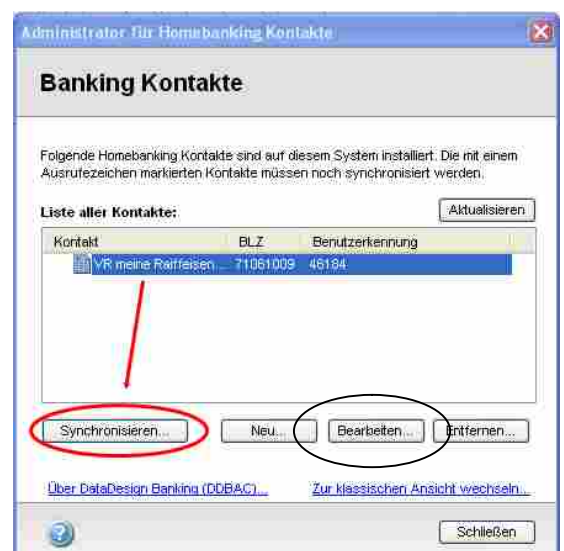 Administrator für Homebanking Kontakte
Banking Kontakte
Folgende Homebanking Kontakte sind auf diesem System installiert. Die mit einem
Ausrufezeichen markierten Kontakte müssen noch synchronisiert werden.
Liste aller Kontakte:
Aktualisieren
Kontakt BLZ Benutzerkennung
VR meine Raiffeisen... 71061009 46184
Synchronisieren... Neu... Bearbeiten... Entfernen...
Über DataDesign Banking (DDBAC)... Zur klassischen Ansicht wechseln...
Schließen